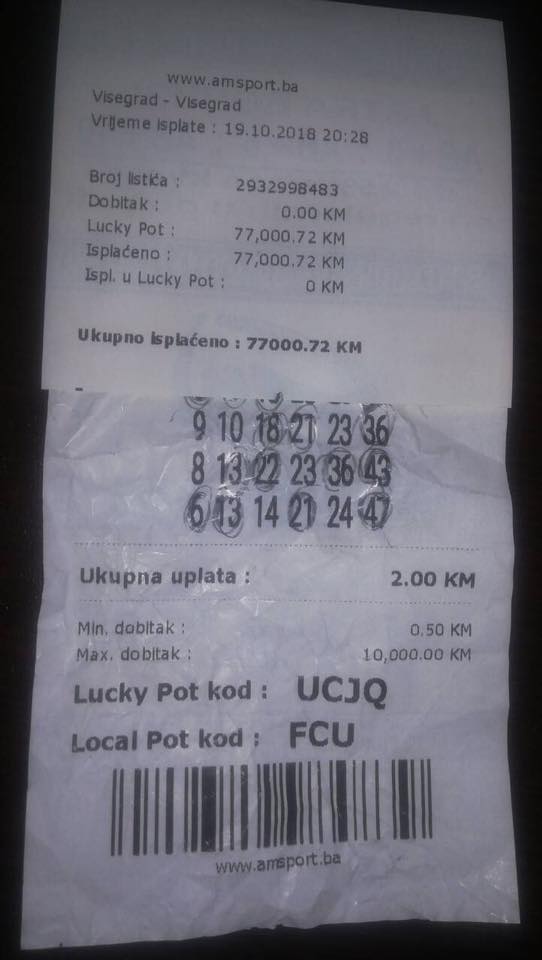 www.amsport.ba
Visegrad - Visegrad
Vrijeme isplate : 19.10.2018 20:28
Broj listića : 2932998483
Dobitak : 0.00 KM
Lucky Pot : 77,000.72 KM
Isplaćeno : 77,000.72 KM
Ispl. u Lucky Pot : 0 KM
Ukupno isplaćeno : 77000.72 KM
9 10 18 21 23 36
8 13 22 23 36 43
6 13 14 21 24 47
Ukupna uplata : 2.00 KM
Min. dobitak : 0.50 KM
Max. dobitak : 10,000.00 KM
Lucky Pot kod : UCJQ
Local Pot kod : FCU
www.amsport.ba